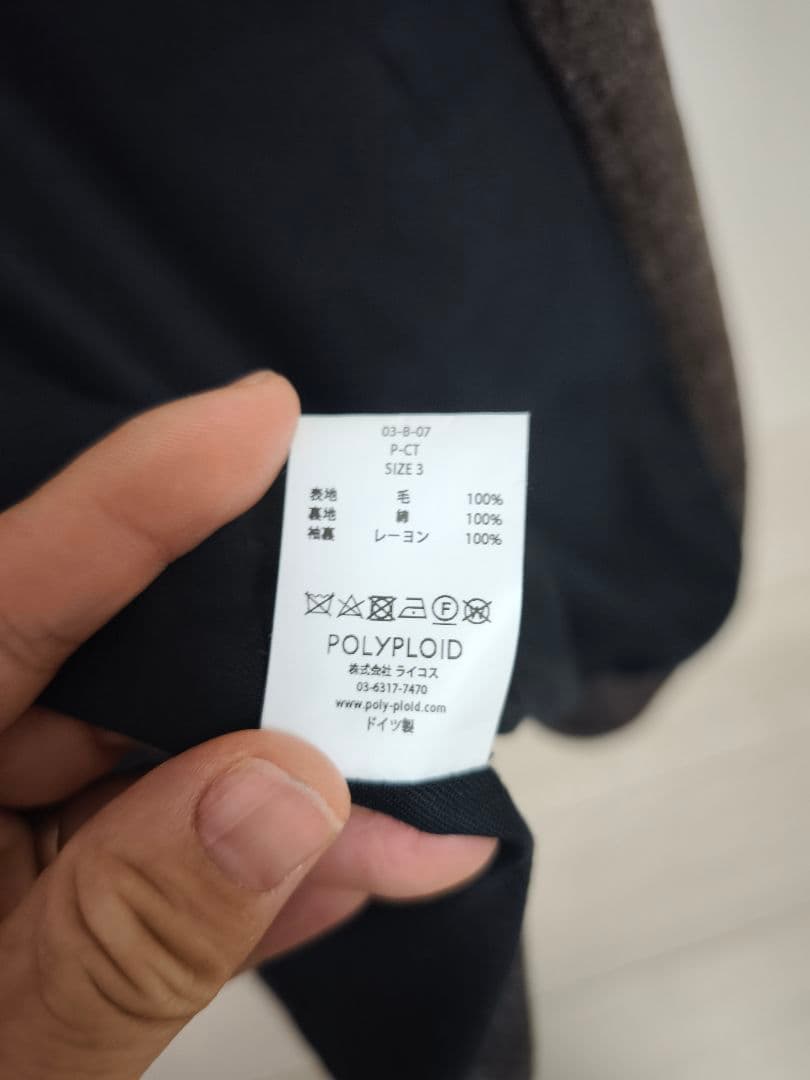 03-B-07
P-CT
SIZE 3
表地 毛 100%
裏地 綿 100%
袖裏 レーヨン 100%
F W
POLYPLOID
株式会社 ライコス
03-6317-7470
www.poly-ploid.com
ドイツ製